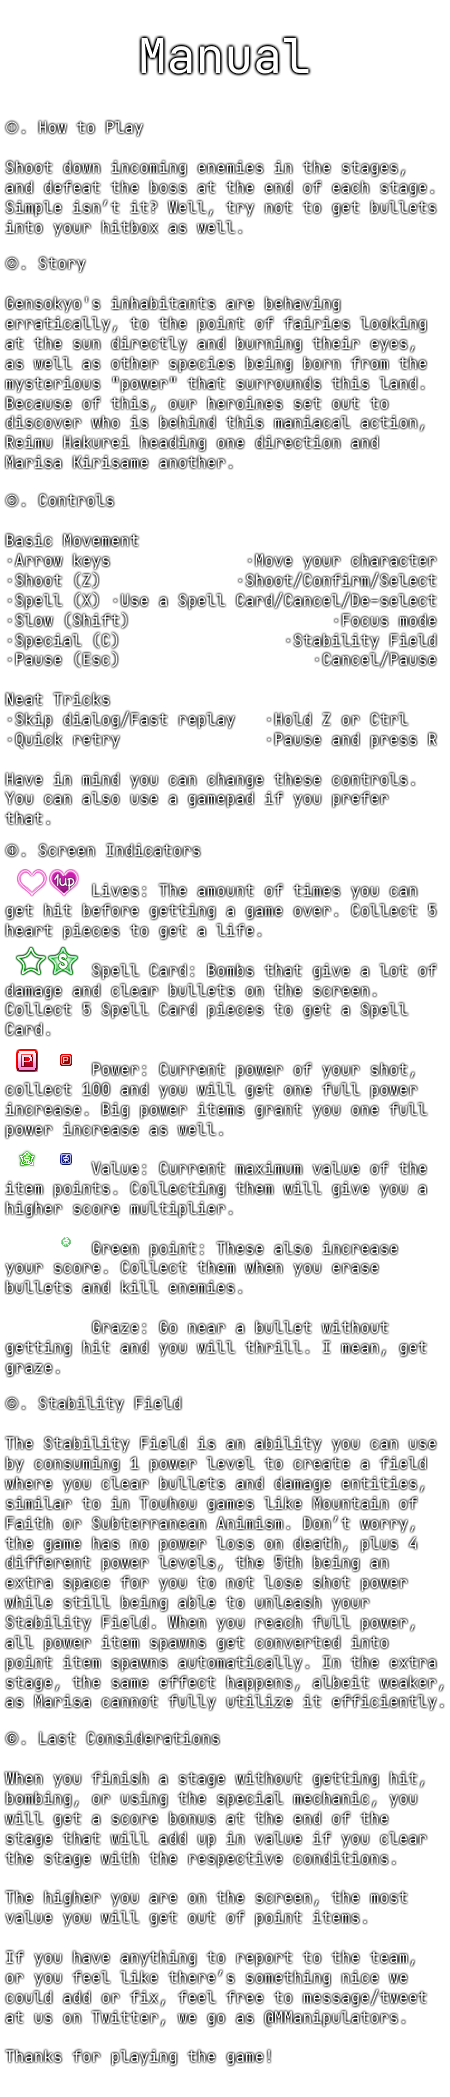 Manual
①. How to Play
Shoot down incoming enemies in the stages,
and defeat the boss at the end of each stage.
Simple isn't it? Well, try not to get bullets
into your hitbox as well.
②. Story
Gensokyo's inhabitants are behaving
erratically, to the point of fairies looking
at the sun directly and burning their eyes,
as well as other species being born from the
mysterious "power" that surrounds this land.
Because of this, our heroines set out to
discover who is behind this maniacal action,
Reimu Hakurei heading one direction and
Marisa Kirisame another.
③. Controls
Basic Movement
·Arrow keys ·Move your character
·Shoot (Z) ·Shoot/Confirm/Select
·Spell (X) ·Use a Spell Card/Cancel/De-select
·Slow (Shift) ·Focus mode
·Special (C) ·Stability Field
·Pause (Esc) ·Cancel/Pause
Neat Tricks
·Skip dialog/Fast replay ·Hold Z or Ctrl
·Quick retry ·Pause and press R
Have in mind you can change these controls.
You can also use a gamepad if you prefer
that.
④. Screen Indicators
1up Lives: The amount of times you can
get hit before getting a game over. Collect 5
heart pieces to get a life.
S Spell Card: Bombs that give a lot of
damage and clear bullets on the screen.
Collect 5 Spell Card pieces to get a Spell
Card.
P P Power: Current power of your shot,
collect 100 and you will get one full power
increase. Big power items grant you one full
power increase as well.
Value: Current maximum value of the
item points. Collecting them will give you a
higher score multiplier.
Green point: These also increase
your score. Collect them when you erase
bullets and kill enemies.
Graze: Go near a bullet without
getting hit and you will thrill. I mean, get
graze.
⑤. Stability Field
The Stability Field is an ability you can use
by consuming 1 power level to create a field
where you clear bullets and damage entities,
similar to in Touhou games like Mountain of
Faith or Subterranean Animism. Don't worry,
the game has no power loss on death, plus 4
different power levels, the 5th being an
extra space for you to not lose shot power
while still being able to unleash your
Stability Field. When you reach full power,
all power item spawns get converted into
point item spawns automatically. In the extra
stage, the same effect happens, albeit weaker,
as Marisa cannot fully utilize it efficiently.
⑥. Last Considerations
When you finish a stage without getting hit,
bombing, or using the special mechanic, you
will get a score bonus at the end of the
stage that will add up in value if you clear
the stage with the respective conditions.
The higher you are on the screen, the most
value you will get out of point items.
If you have anything to report to the team,
or you feel like there's something nice we
could add or fix, feel free to message/tweet
at us on Twitter, we go as @MManipulators.
Thanks for playing the game!